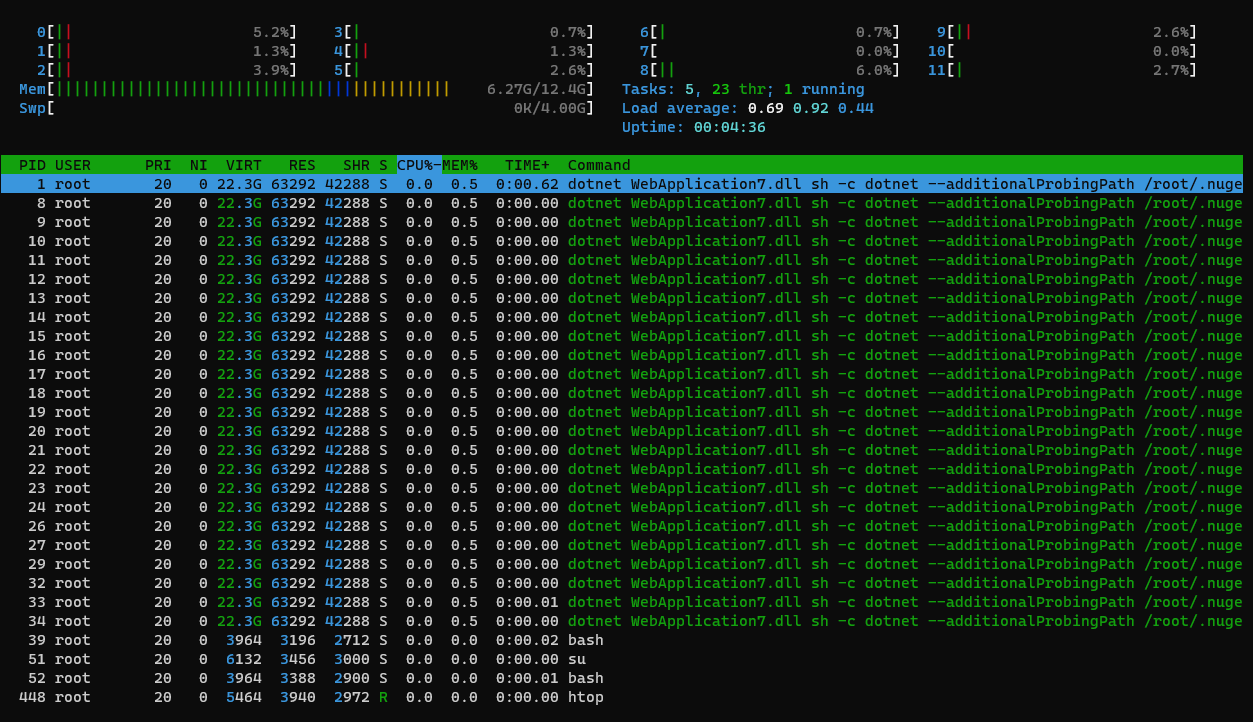 0[|| 5.2%] 3[| 0.7%] 6[| 0.7%] 9[|| 2.6%]
1[|| 1.3%] 4[|| 1.3%] 7[ 0.0%] 10[ 0.0%]
2[|| 3.9%] 5[| 2.6%] 8[|| 6.0%] 11[| 2.7%]
Mem[|||||||||||||||||||||||||||||||||||||||||||| 6.27G/12.4G] Tasks: 5, 23 thr; 1 running
Swp[ 0K/4.00G] Load average: 0.69 0.92 0.44
Uptime: 00:04:36
PID USER PRI NI VIRT RES SHR S CPU%-MEM% TIME+ Command
1 root 20 0 22.3G 63292 42288 S 0.0 0.5 0:00.62 dotnet WebApplication7.dll sh -c dotnet --additionalProbingPath /root/.nuge
8 root 20 0 22.3G 63292 42288 S 0.0 0.5 0:00.00 dotnet WebApplication7.dll sh -c dotnet --additionalProbingPath /root/.nuge
9 root 20 0 22.3G 63292 42288 S 0.0 0.5 0:00.00 dotnet WebApplication7.dll sh -c dotnet --additionalProbingPath /root/.nuge
10 root 20 0 22.3G 63292 42288 S 0.0 0.5 0:00.00 dotnet WebApplication7.dll sh -c dotnet --additionalProbingPath /root/.nuge
11 root 20 0 22.3G 63292 42288 S 0.0 0.5 0:00.00 dotnet WebApplication7.dll sh -c dotnet --additionalProbingPath /root/.nuge
12 root 20 0 22.3G 63292 42288 S 0.0 0.5 0:00.00 dotnet WebApplication7.dll sh -c dotnet --additionalProbingPath /root/.nuge
13 root 20 0 22.3G 63292 42288 S 0.0 0.5 0:00.00 dotnet WebApplication7.dll sh -c dotnet --additionalProbingPath /root/.nuge
14 root 20 0 22.3G 63292 42288 S 0.0 0.5 0:00.00 dotnet WebApplication7.dll sh -c dotnet --additionalProbingPath /root/.nuge
15 root 20 0 22.3G 63292 42288 S 0.0 0.5 0:00.00 dotnet WebApplication7.dll sh -c dotnet --additionalProbingPath /root/.nuge
16 root 20 0 22.3G 63292 42288 S 0.0 0.5 0:00.00 dotnet WebApplication7.dll sh -c dotnet --additionalProbingPath /root/.nuge
17 root 20 0 22.3G 63292 42288 S 0.0 0.5 0:00.00 dotnet WebApplication7.dll sh -c dotnet --additionalProbingPath /root/.nuge
18 root 20 0 22.3G 63292 42288 S 0.0 0.5 0:00.00 dotnet WebApplication7.dll sh -c dotnet --additionalProbingPath /root/.nuge
19 root 20 0 22.3G 63292 42288 S 0.0 0.5 0:00.00 dotnet WebApplication7.dll sh -c dotnet --additionalProbingPath /root/.nuge
20 root 20 0 22.3G 63292 42288 S 0.0 0.5 0:00.00 dotnet WebApplication7.dll sh -c dotnet --additionalProbingPath /root/.nuge
21 root 20 0 22.3G 63292 42288 S 0.0 0.5 0:00.00 dotnet WebApplication7.dll sh -c dotnet --additionalProbingPath /root/.nuge
22 root 20 0 22.3G 63292 42288 S 0.0 0.5 0:00.00 dotnet WebApplication7.dll sh -c dotnet --additionalProbingPath /root/.nuge
23 root 20 0 22.3G 63292 42288 S 0.0 0.5 0:00.00 dotnet WebApplication7.dll sh -c dotnet --additionalProbingPath /root/.nuge
24 root 20 0 22.3G 63292 42288 S 0.0 0.5 0:00.00 dotnet WebApplication7.dll sh -c dotnet --additionalProbingPath /root/.nuge
26 root 20 0 22.3G 63292 42288 S 0.0 0.5 0:00.00 dotnet WebApplication7.dll sh -c dotnet --additionalProbingPath /root/.nuge
27 root 20 0 22.3G 63292 42288 S 0.0 0.5 0:00.00 dotnet WebApplication7.dll sh -c dotnet --additionalProbingPath /root/.nuge
29 root 20 0 22.3G 63292 42288 S 0.0 0.5 0:00.00 dotnet WebApplication7.dll sh -c dotnet --additionalProbingPath /root/.nuge
32 root 20 0 22.3G 63292 42288 S 0.0 0.5 0:00.00 dotnet WebApplication7.dll sh -c dotnet --additionalProbingPath /root/.nuge
33 root 20 0 22.3G 63292 42288 S 0.0 0.5 0:00.01 dotnet WebApplication7.dll sh -c dotnet --additionalProbingPath /root/.nuge
34 root 20 0 22.3G 63292 42288 S 0.0 0.5 0:00.00 dotnet WebApplication7.dll sh -c dotnet --additionalProbingPath /root/.nuge
39 root 20 0 3964 3196 2712 S 0.0 0.0 0:00.02 bash
51 root 20 0 6132 3456 3000 S 0.0 0.0 0:00.00 su
52 root 20 0 3964 3388 2900 S 0.0 0.0 0:00.01 bash
448 root 20 0 5464 3940 2972 R 0.0 0.0 0:00.00 htop